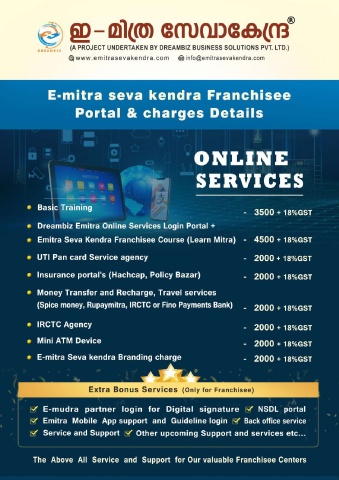 ഇ-മിത്ര സേവാകേന്ദ്ര®
(A PROJECT UNDERTAKEN BY DREAMBIZ BUSINESS SOLUTIONS PVT. LTD.)
www.emitrasevakendra.com info@emitrasevakendra.com
E-mitra seva kendra Franchisee
Portal & charges Details
ONLINE
SERVICES
Basic Training - 3500 + 18%GST
Dreambiz Emitra Online Services Login Portal +
Emitra Seva Kendra Franchisee Course (Learn Mitra) - 4500 + 18%GST
UTI Pan card Service agency - 2000 + 18%GST
Insurance portal's (Hachcap, Policy Bazar) - 2000 + 18%GST
Money Transfer and Recharge, Travel services
(Spice money, Rupaymitra, IRCTC or Fino Payments Bank) - 2000 + 18%GST
IRCTC Agency - 2000 + 18%GST
Mini ATM Device - 2000 + 18%GST
E-mitra Seva kendra Branding charge - 2000 + 18%GST
Extra Bonus Services (Only for Franchisee)
E-mudra partner login for Digital signature NSDL portal
Emitra Mobile App support and Guideline login Back office service
Service and Support Other upcoming Support and services etc...
The Above All Service and Support for Our valuable Franchisee Centers